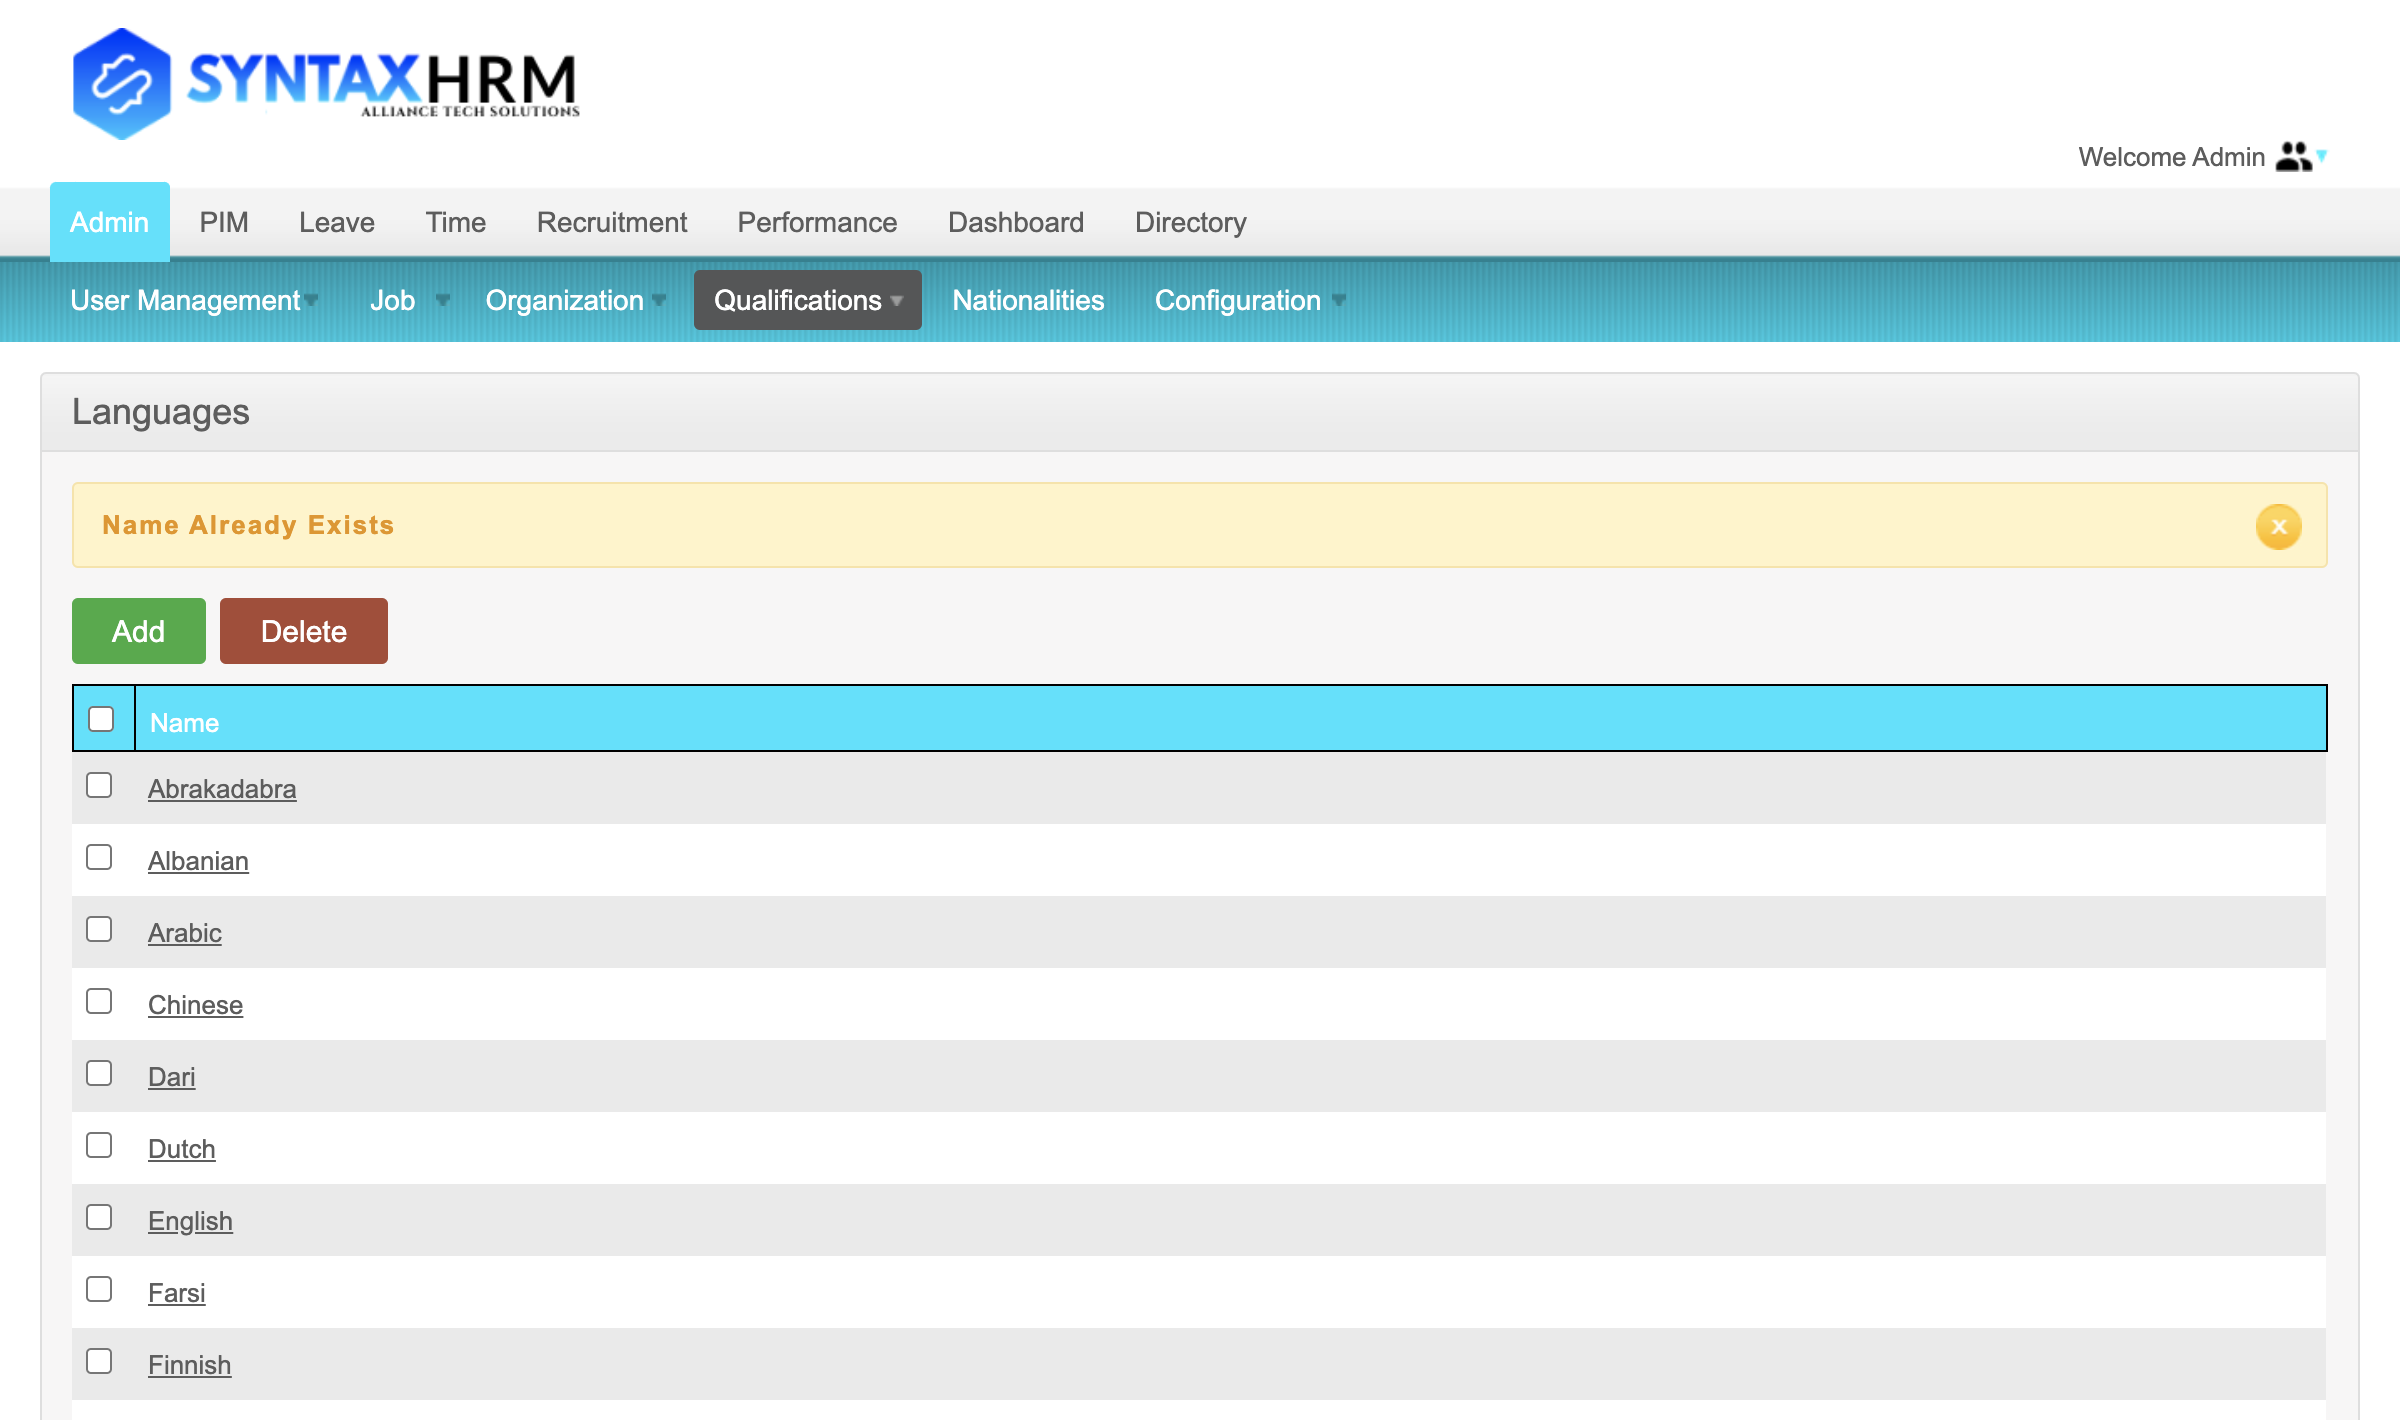 SYNTAXHRM
ALLIANCE TECH SOLUTIONS
Welcome Admin
Admin PIM Leave Time Recruitment Performance Dashboard Directory
User Management Job Organization Qualifications Nationalities Configuration
Languages
Name Already Exists
Add Delete
Name
Abrakadabra
Albanian
Arabic
Chinese
Dari
Dutch
English
Farsi
Finnish